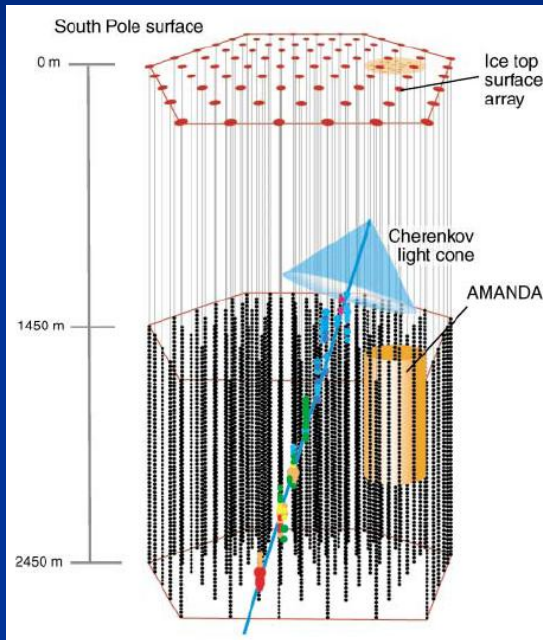 South Pole surface
0 m
Ice top
surface
array
Cherenkov
light cone
AMANDA
1450 m
2450 m